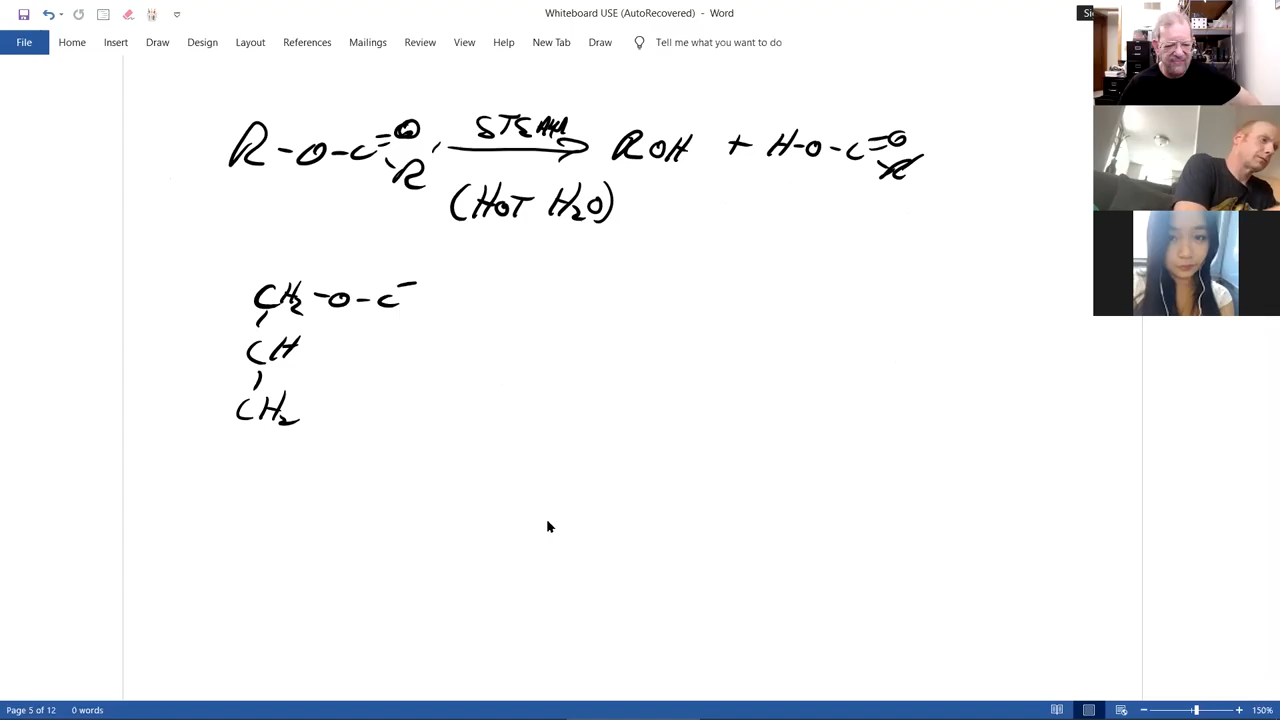 Whiteboard USE (AutoRecovered) - Word
File Home Insert Draw Design Layout References Mailings Review View Help New Tab Draw Tell me what you want to do
STEAM
R-O-C=O ROH + H-O-C=O
R' R'
(HOT H2O)
CH2-O-C
CH
CH2
Page 5 of 12 0 words 150%